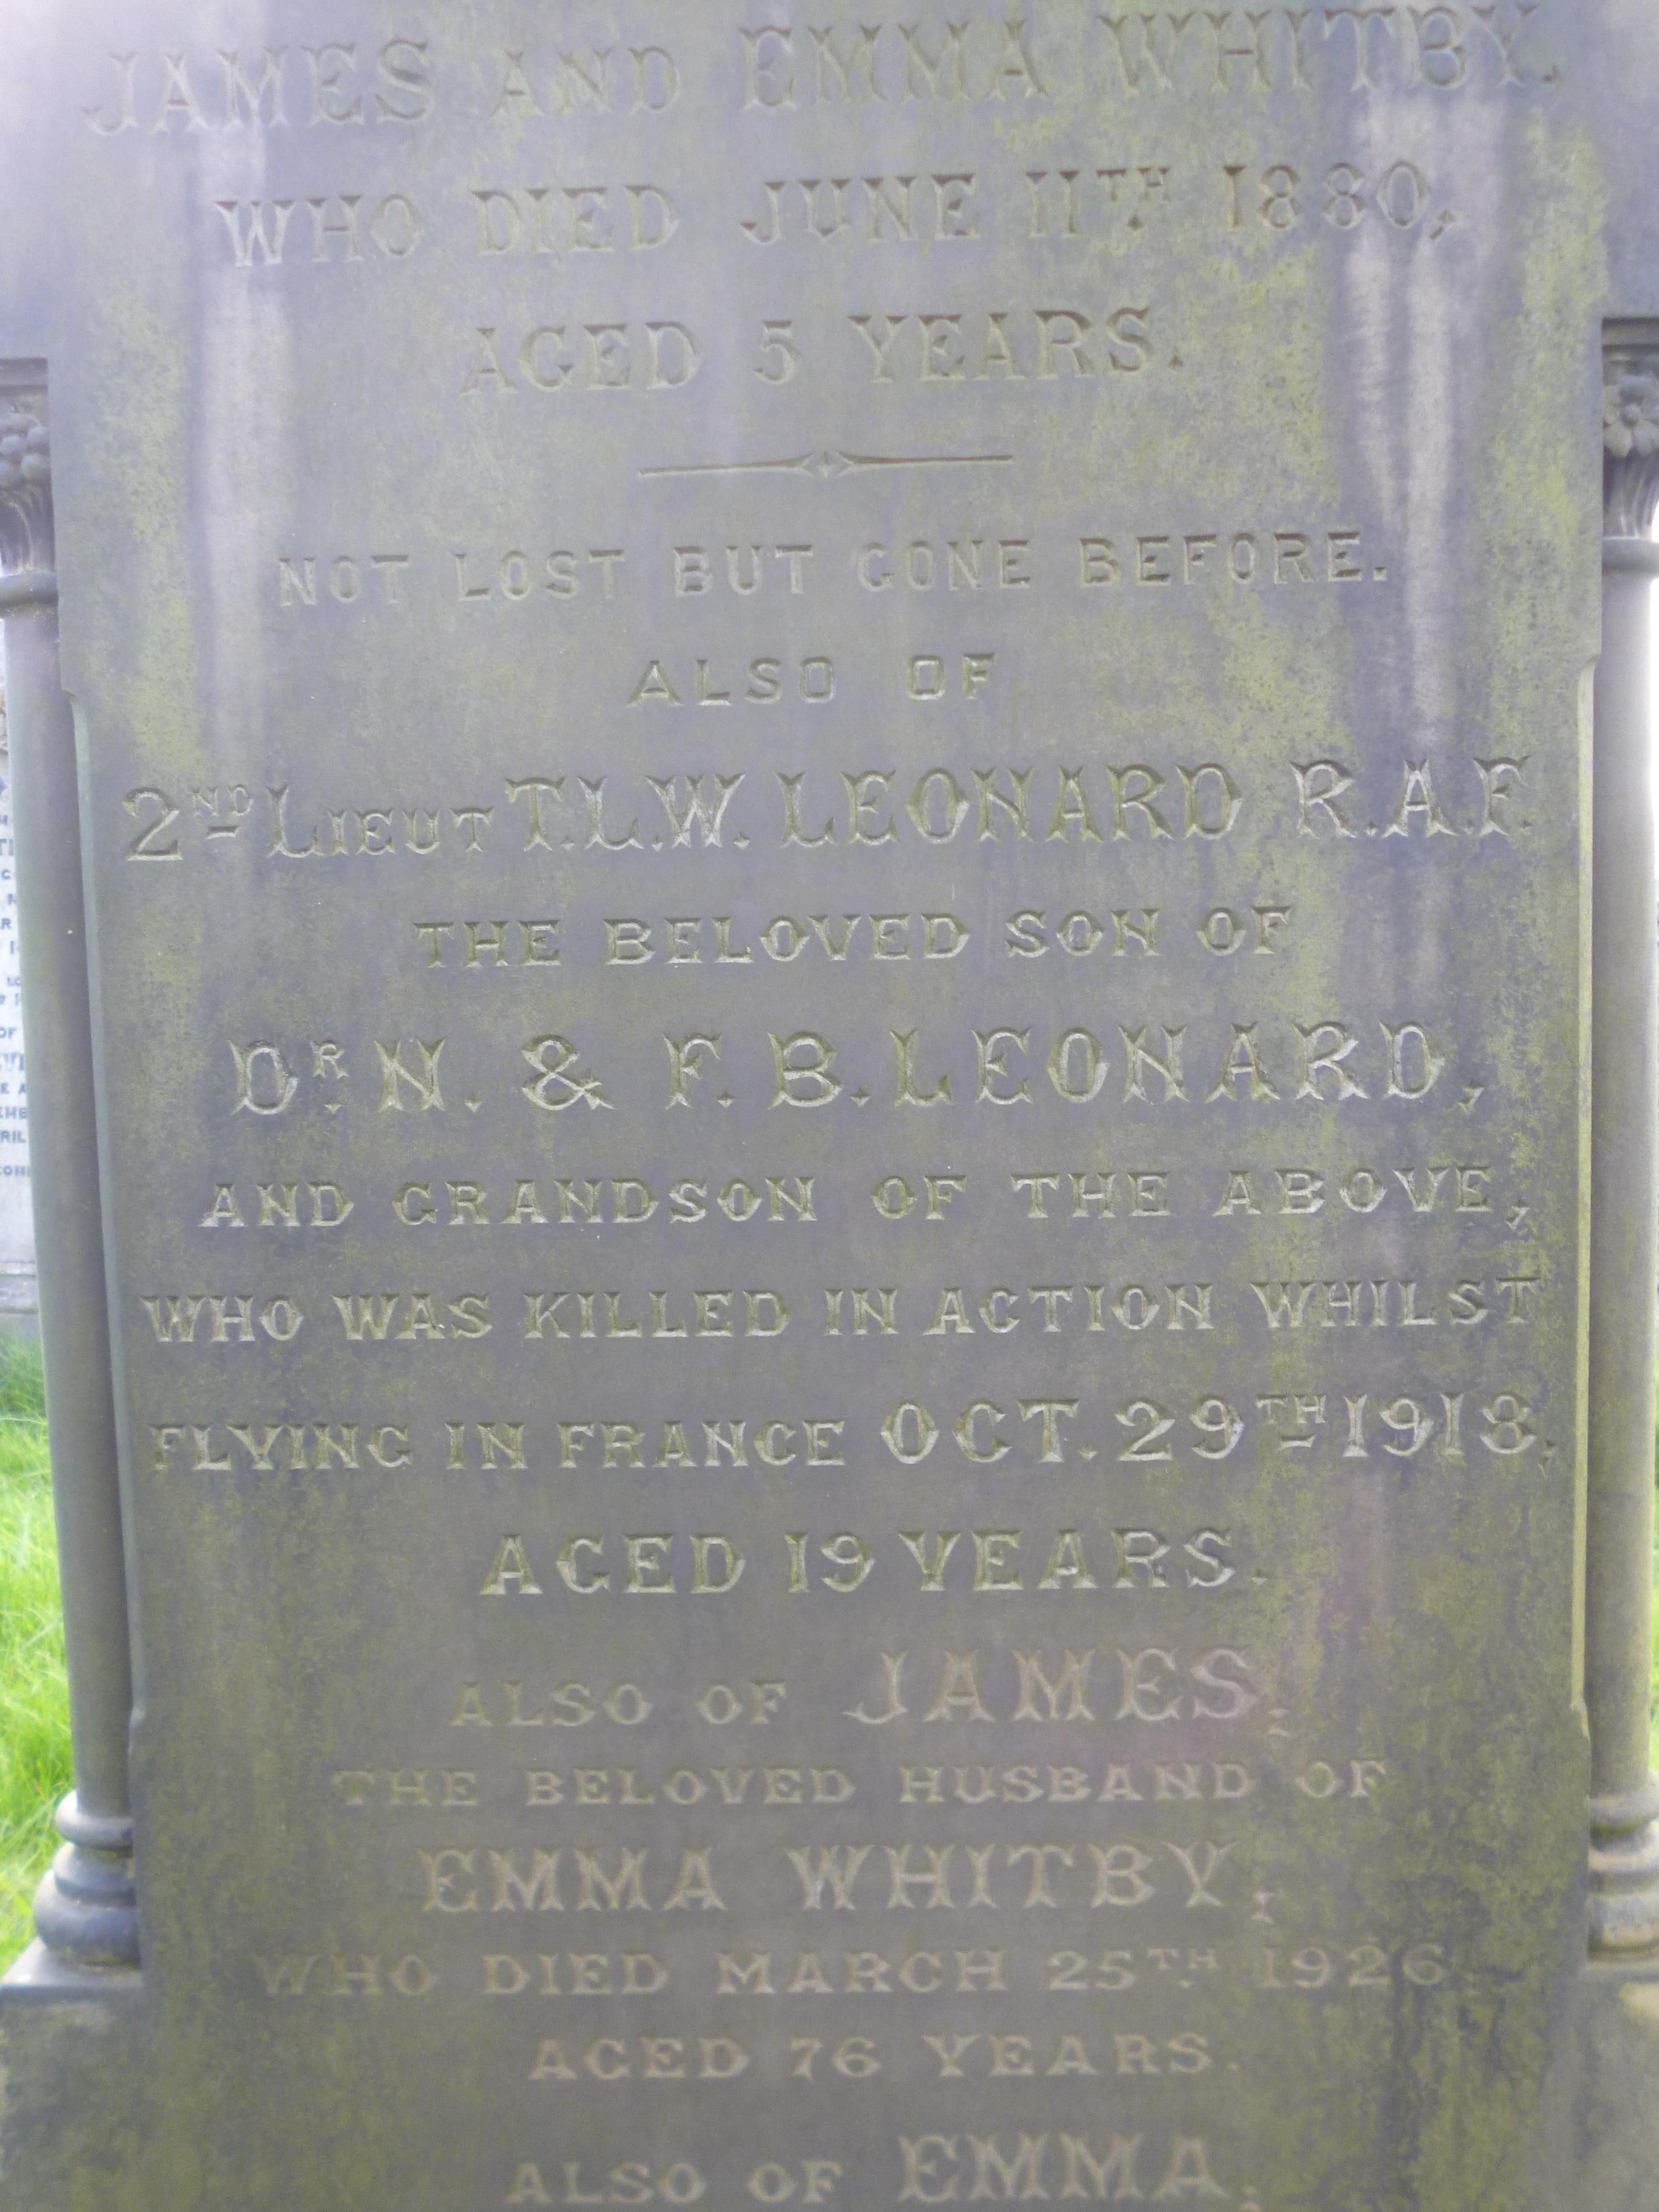 JAMES AND EMMA WHITBY.
WHO DIED JUNE 11TH 1880,
AGED 5 YEARS.
NOT LOST BUT GONE BEFORE.
ALSO OF
2ND LIEUT T.L.W. LEONARD R.A.F.
THE BELOVED SON OF
DR. N. & F. B. LEONARD,
AND GRANDSON OF THE ABOVE,
WHO WAS KILLED IN ACTION WHILST
FLYING IN FRANCE OCT. 29TH 1918,
AGED 19 YEARS.
ALSO OF JAMES,
THE BELOVED HUSBAND OF
EMMA WHITBY,
WHO DIED MARCH 25TH 1926
AGED 76 YEARS.
ALSO OF EMMA,